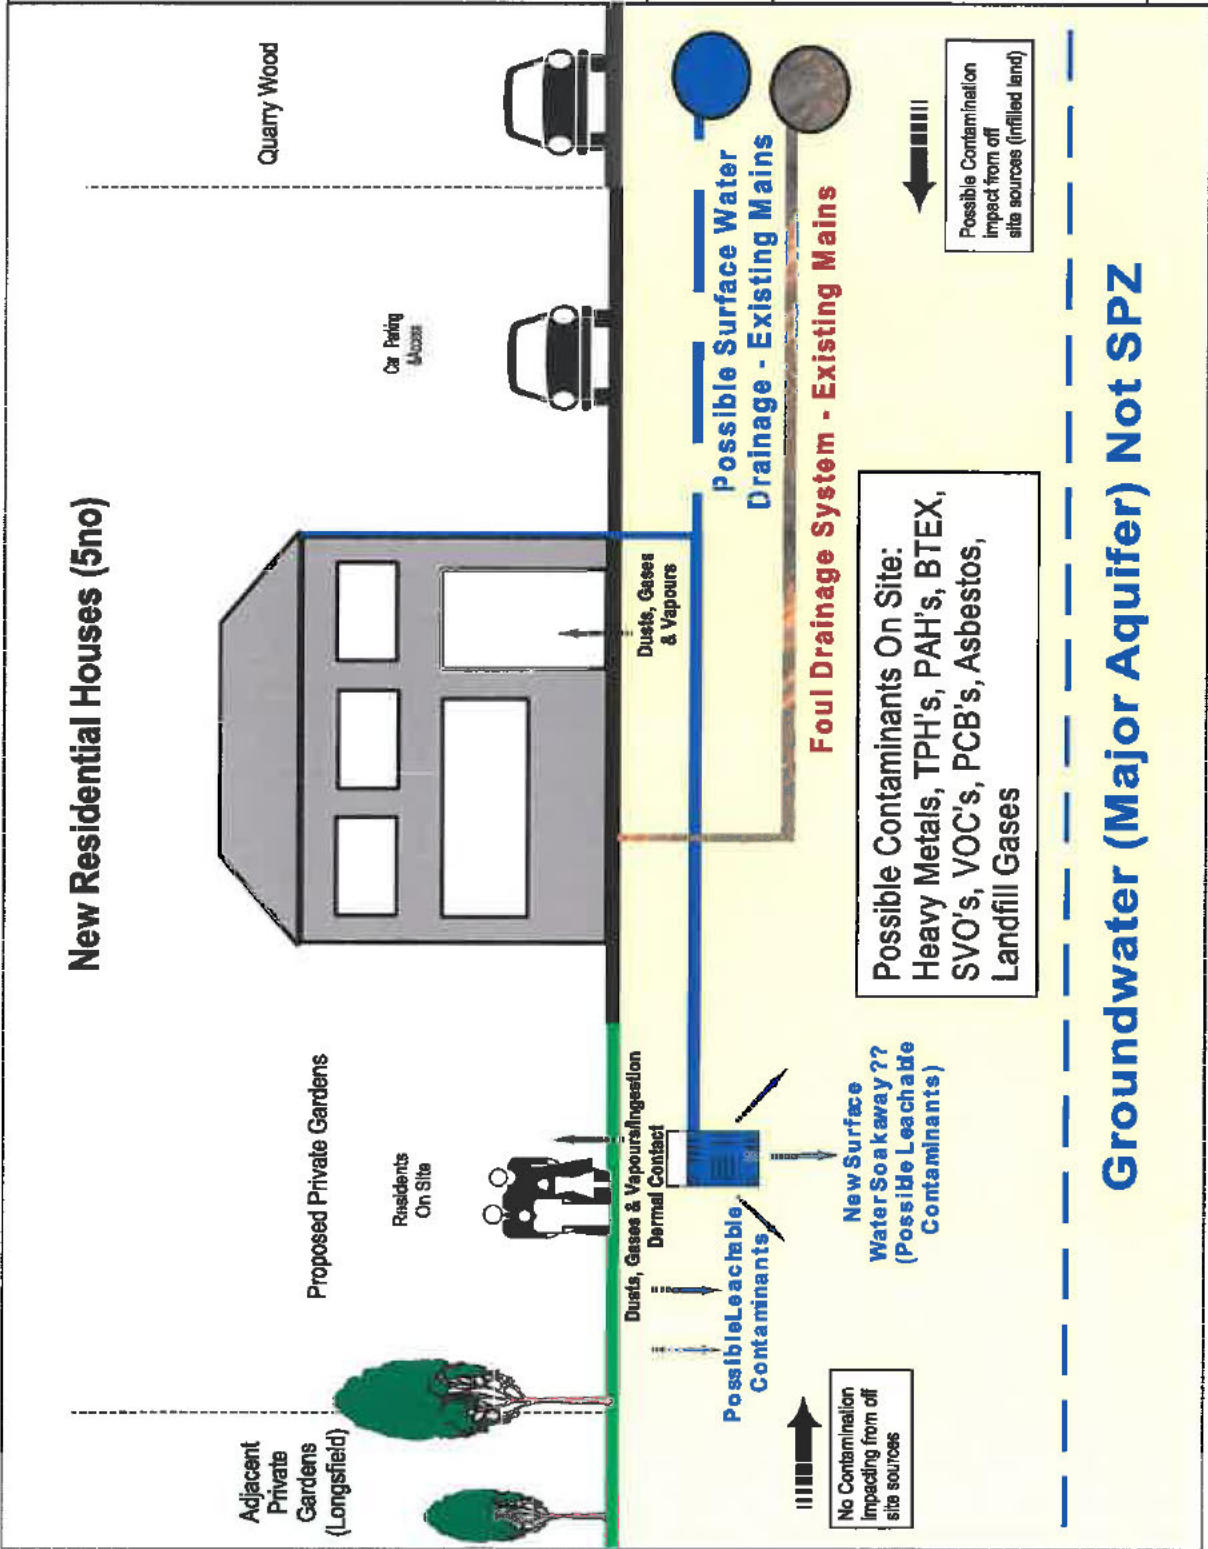 New Residential Houses (5no)
Adjacent
Private
Gardens
(Longsfield)
Proposed Private Gardens
Residents
On Site
Car Parking
&Access
Quarry Wood
Dusts, Gases & Vapours/Ingestion
Dermal Contact
Dusts, Gases
& Vapours
Possible Leachable
Contaminants
New Surface
Water Soakaway??
(Possible Leachable
Contaminants)
Possible Surface Water
Drainage - Existing Mains
Foul Drainage System - Existing Mains
No Contamination
impacting from off
site sources
Possible Contaminants On Site:
Heavy Metals, TPH's, PAH's, BTEX,
SVO's, VOC's, PCB's, Asbestos,
Landfill Gases
Possible Contamination
impact from off
site sources (infilled land)
Groundwater (Major Aquifer) Not SPZ